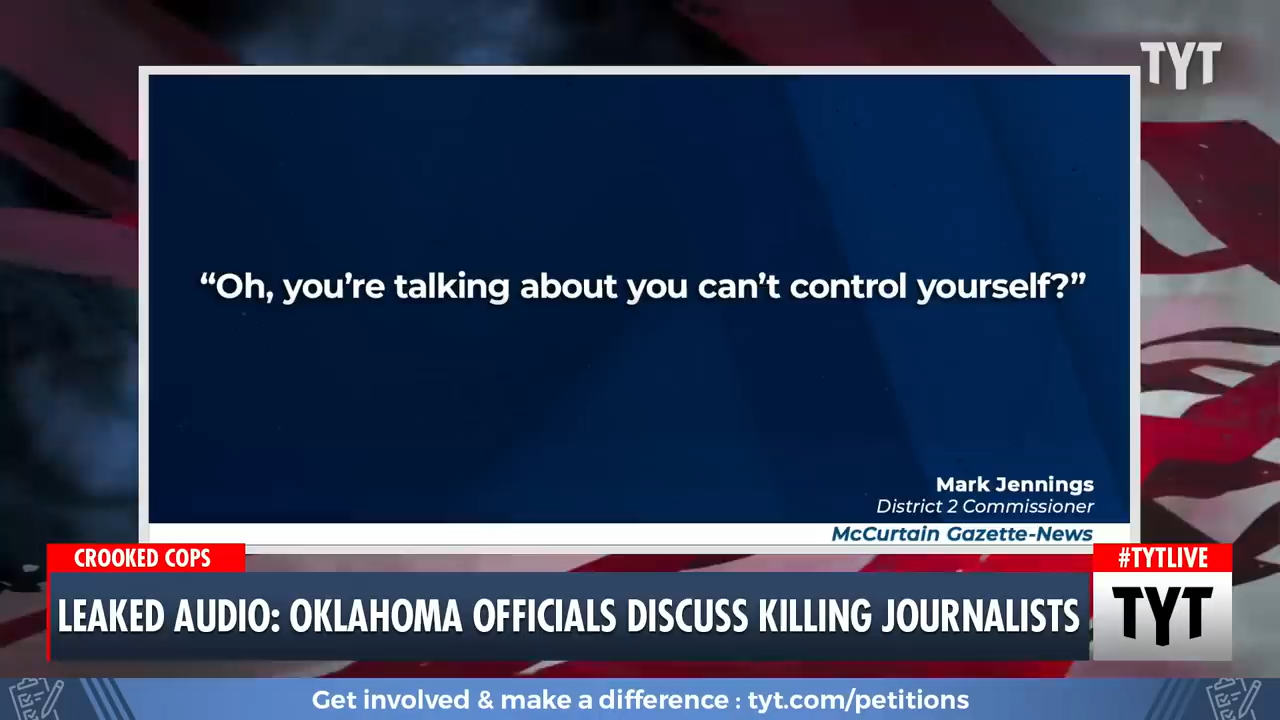 TYT
“Oh, you’re talking about you can’t control yourself?”
Mark Jennings
District 2 Commissioner
McCurtain Gazette-News
CROOKED COPS
#TYTLIVE
LEAKED AUDIO: OKLAHOMA OFFICIALS DISCUSS KILLING JOURNALISTS
TYT
Get involved & make a difference : tyt.com/petitions